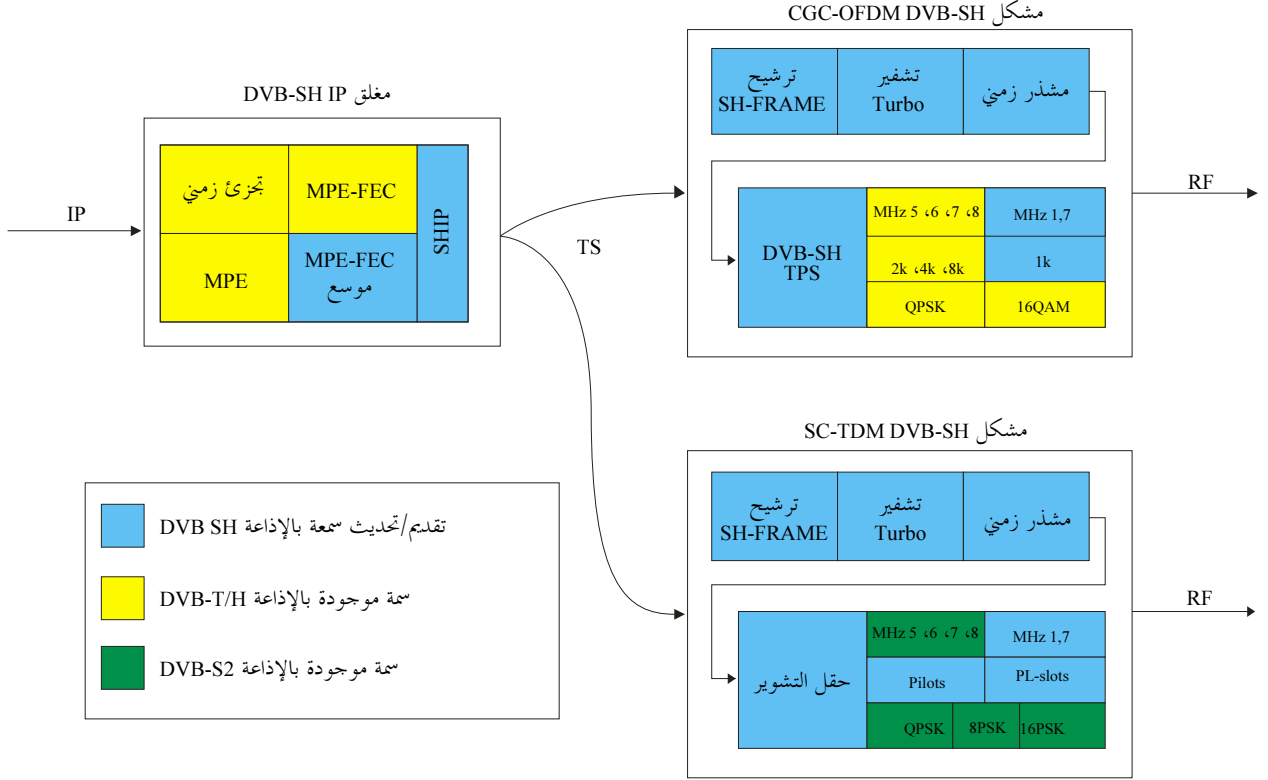 مشكل CGC-OFDM DVB-SH
ترشيح
SH-FRAME
تشفير
Turbo
مشذر زمني
مغلق DVB-SH IP
تجزئ زمني
MPE-FEC
SHIP
MPE
MPE-FEC
موسع
IP
TS
RF
DVB-SH
TPS
MHz 5 ،6 ،7 ،8
MHz 1,7
2k ،4k ،8k
1k
QPSK
16QAM
مشكل SC-TDM DVB-SH
ترشيح
SH-FRAME
تشفير
Turbo
مشذر زمني
RF
حقل التشوير
MHz 5 ،6 ،7 ،8
MHz 1,7
Pilots
PL-slots
QPSK
8PSK
16PSK
تقديم/تحديث سمعة بالإذاعة DVB SH
سمة موجودة بالإذاعة DVB-T/H
سمة موجودة بالإذاعة DVB-S2